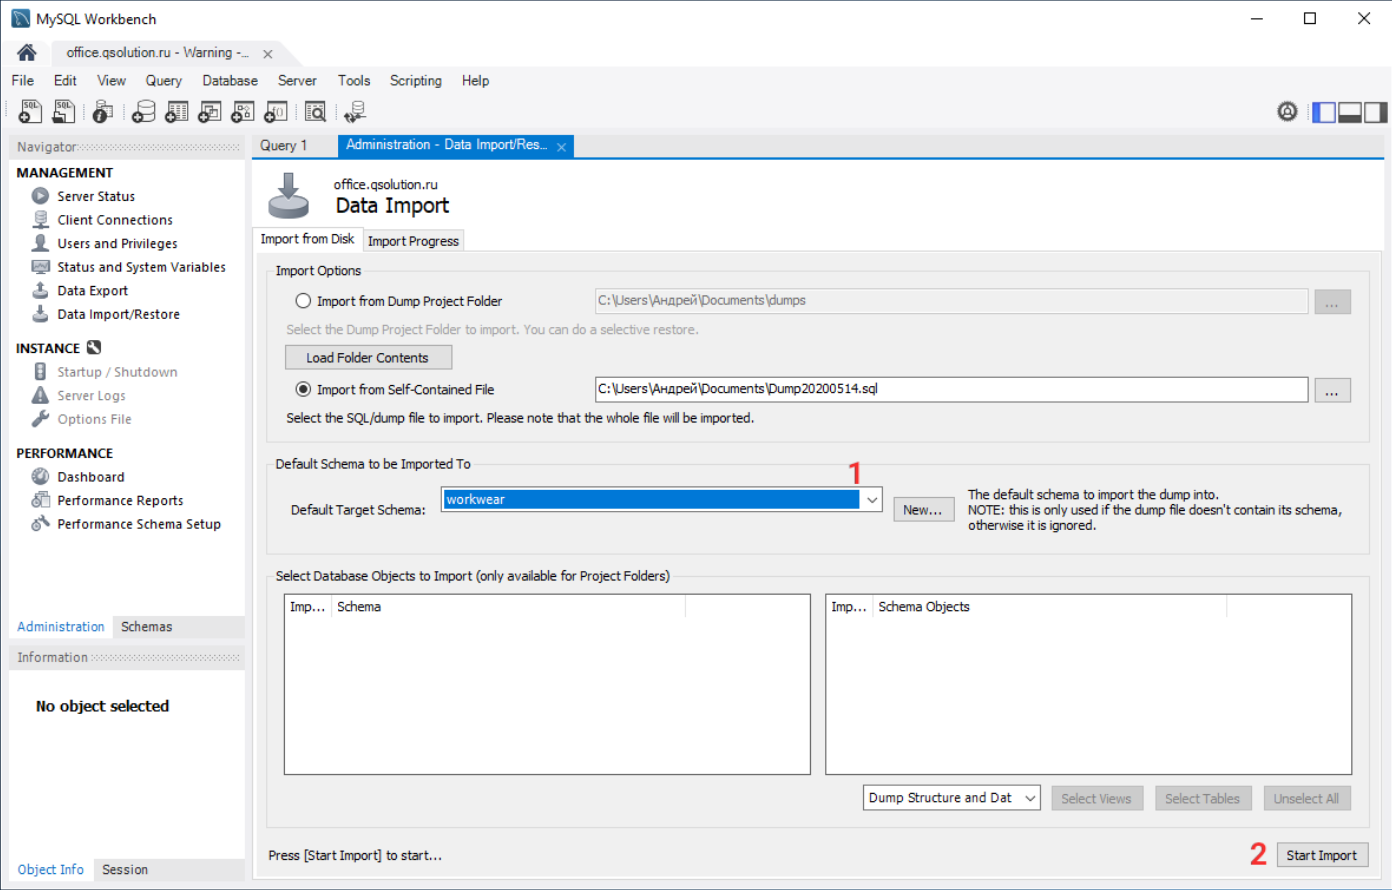 MySQL Workbench
office.qsolution.ru - Warning -...
File Edit View Query Database Server Tools Scripting Help
Navigator
MANAGEMENT
Server Status
Client Connections
Users and Privileges
Status and System Variables
Data Export
Data Import/Restore
INSTANCE
Startup / Shutdown
Server Logs
Options File
PERFORMANCE
Dashboard
Performance Reports
Performance Schema Setup
Administration Schemas
Information
No object selected
Object Info Session
Query 1 Administration - Data Import/Res...
office.qsolution.ru
Data Import
Import from Disk Import Progress
Import Options
Import from Dump Project Folder C:\Users\Андрей\Documents\dumps ...
Select the Dump Project Folder to import. You can do a selective restore.
Load Folder Contents
Import from Self-Contained File C:\Users\Андрей\Documents\Dump20200514.sql ...
Select the SQL/dump file to import. Please note that the whole file will be imported.
Default Schema to be Imported To
1
Default Target Schema: workwear New...
The default schema to import the dump into.
NOTE: this is only used if the dump file doesn't contain its schema,
otherwise it is ignored.
Select Database Objects to Import (only available for Project Folders)
Imp... Schema
Imp... Schema Objects
Dump Structure and Dat Select Views Select Tables Unselect All
Press [Start Import] to start...
2 Start Import